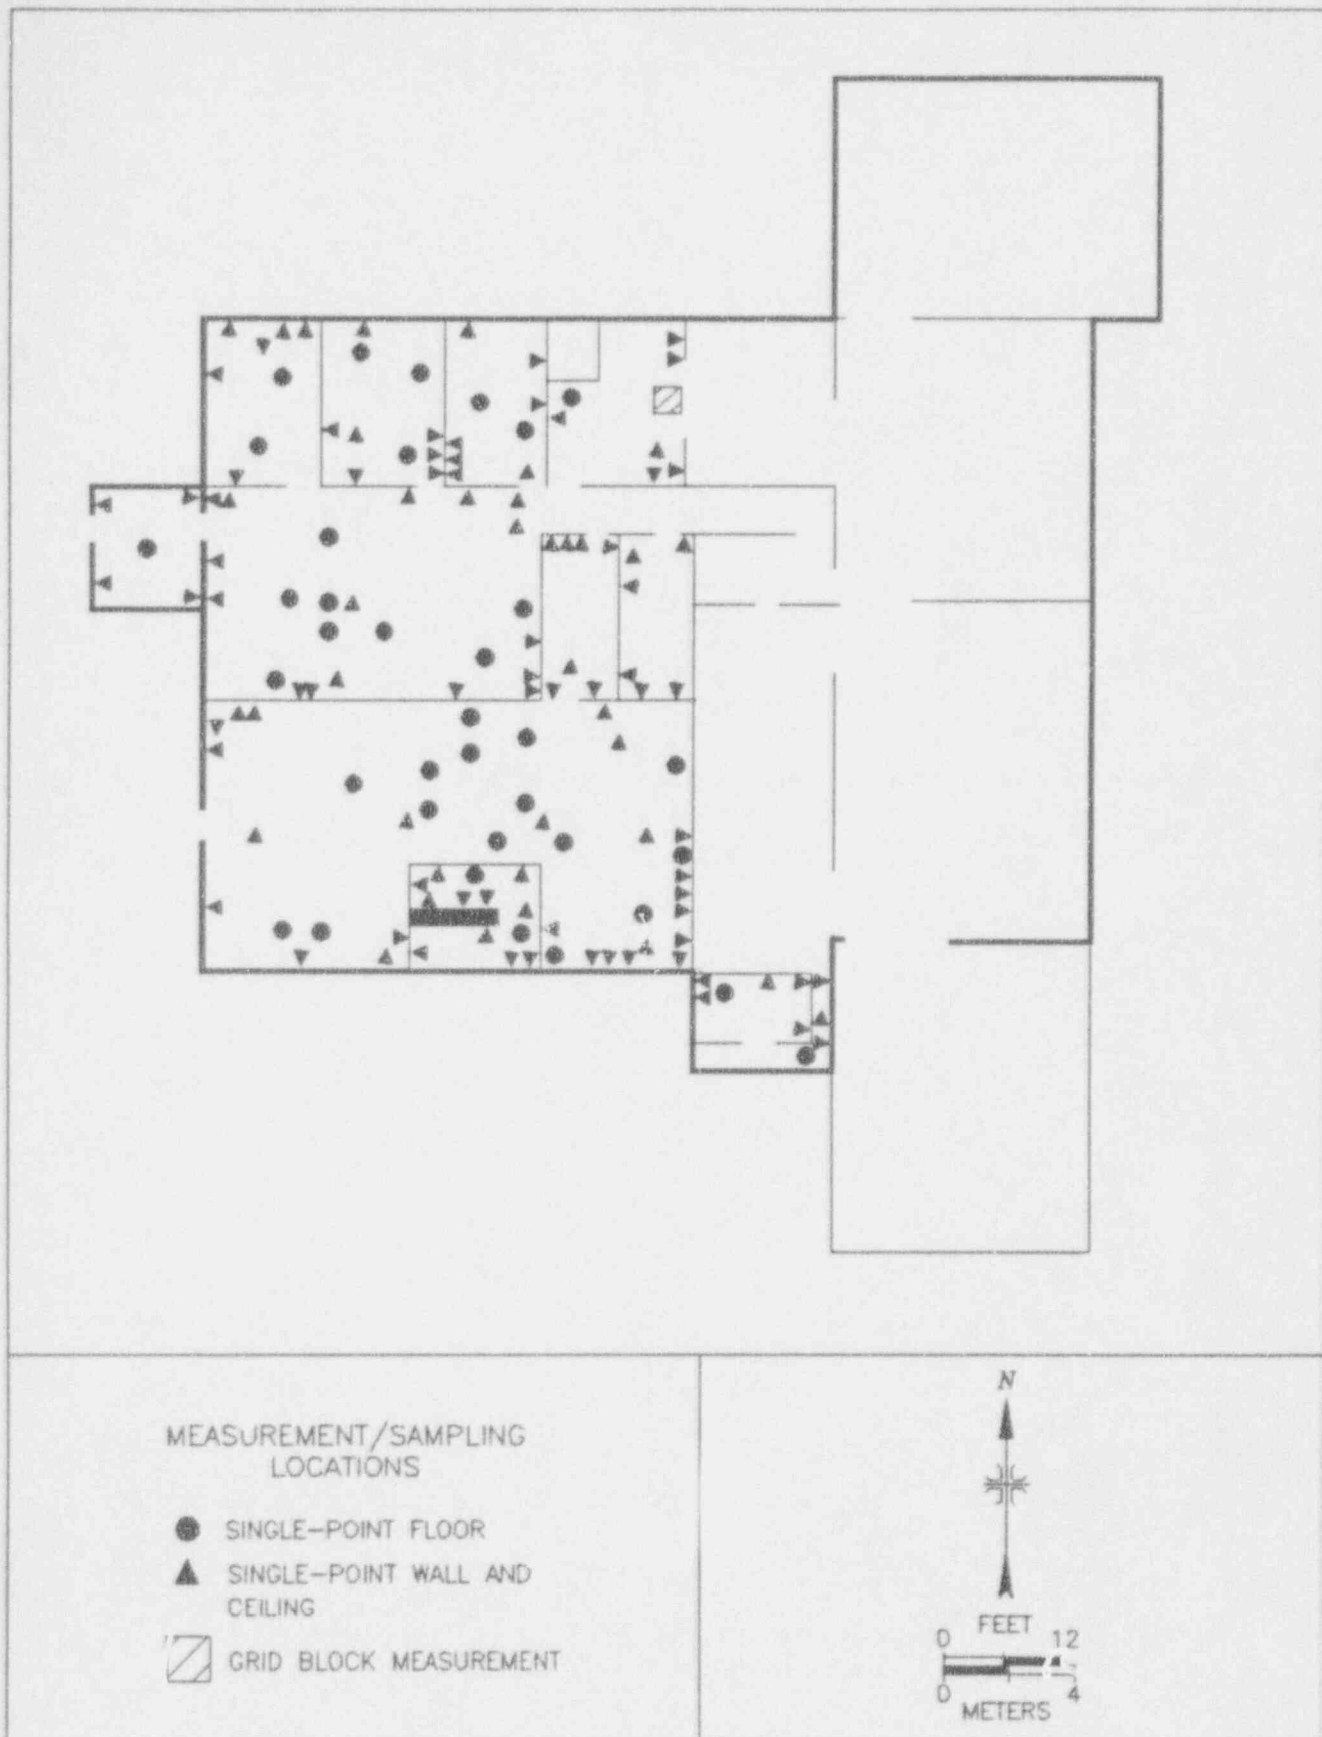 MEASUREMENT/SAMPLING
LOCATIONS
SINGLE-POINT FLOOR
SINGLE-POINT WALL AND
CEILING
GRID BLOCK MEASUREMENT
N
FEET
0 12
0 4
METERS